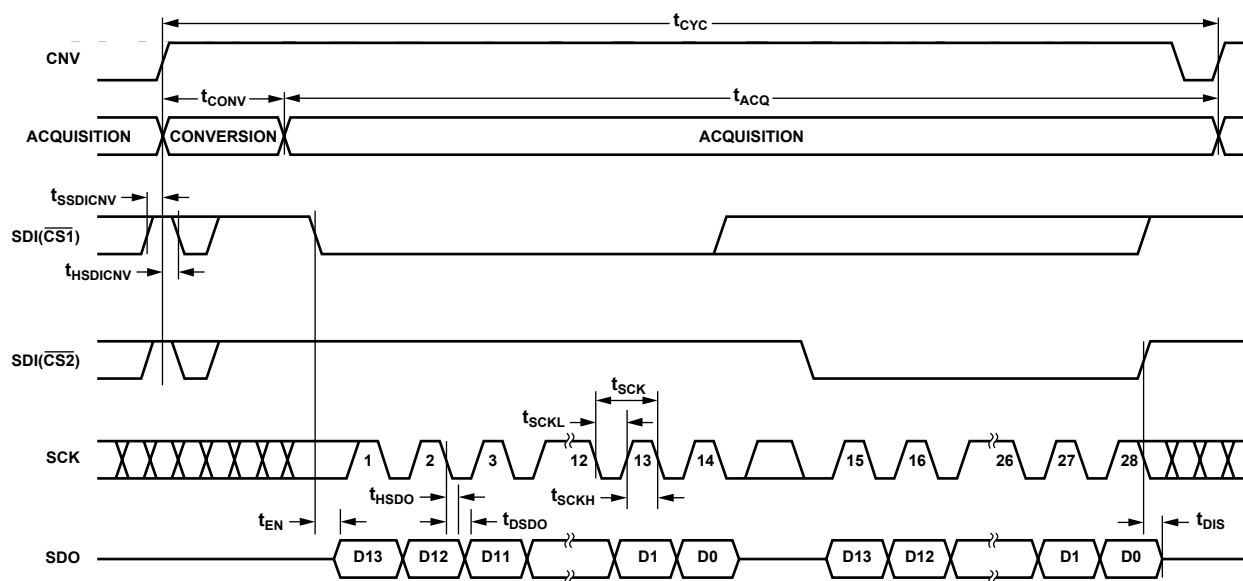 tCYC
CNV
tCONV
tACQ
ACQUISITION CONVERSION ACQUISITION
tSSDICNV
SDI(CS1)
tHSDICNV
SDI(CS2)
tSCK
tSCKL
SCK 1 2 3 12 13 14 15 16 26 27 28
tHSDO tSCKH
tEN tDSDO tDIS
SDO D13 D12 D11 D1 D0 D13 D12 D1 D0